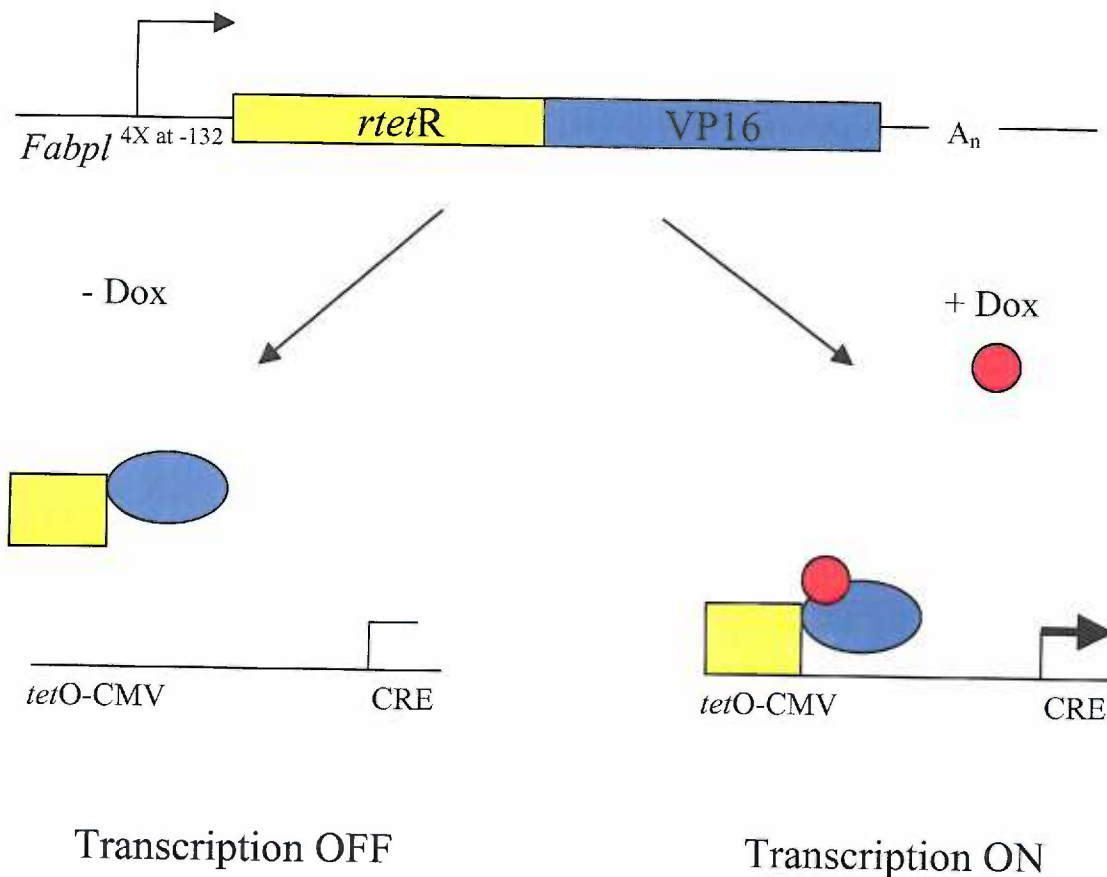 rtetR VP16
Fabpl 4X at -132 An
- Dox
+ Dox
tetO-CMV CRE
tetO-CMV CRE
Transcription OFF
Transcription ON